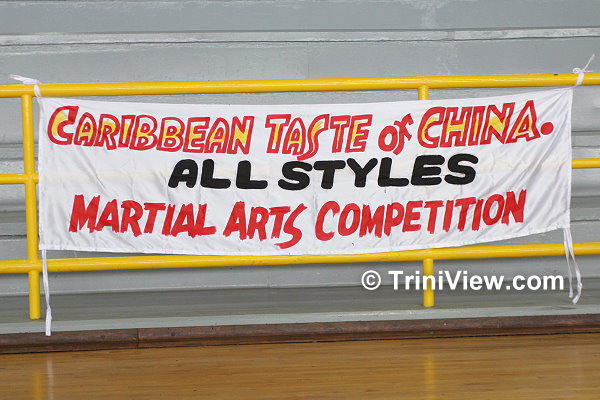 CARIBBEAN TASTE OF CHINA.
ALL STYLES
MARTIAL ARTS COMPETITION
© TriniView.com